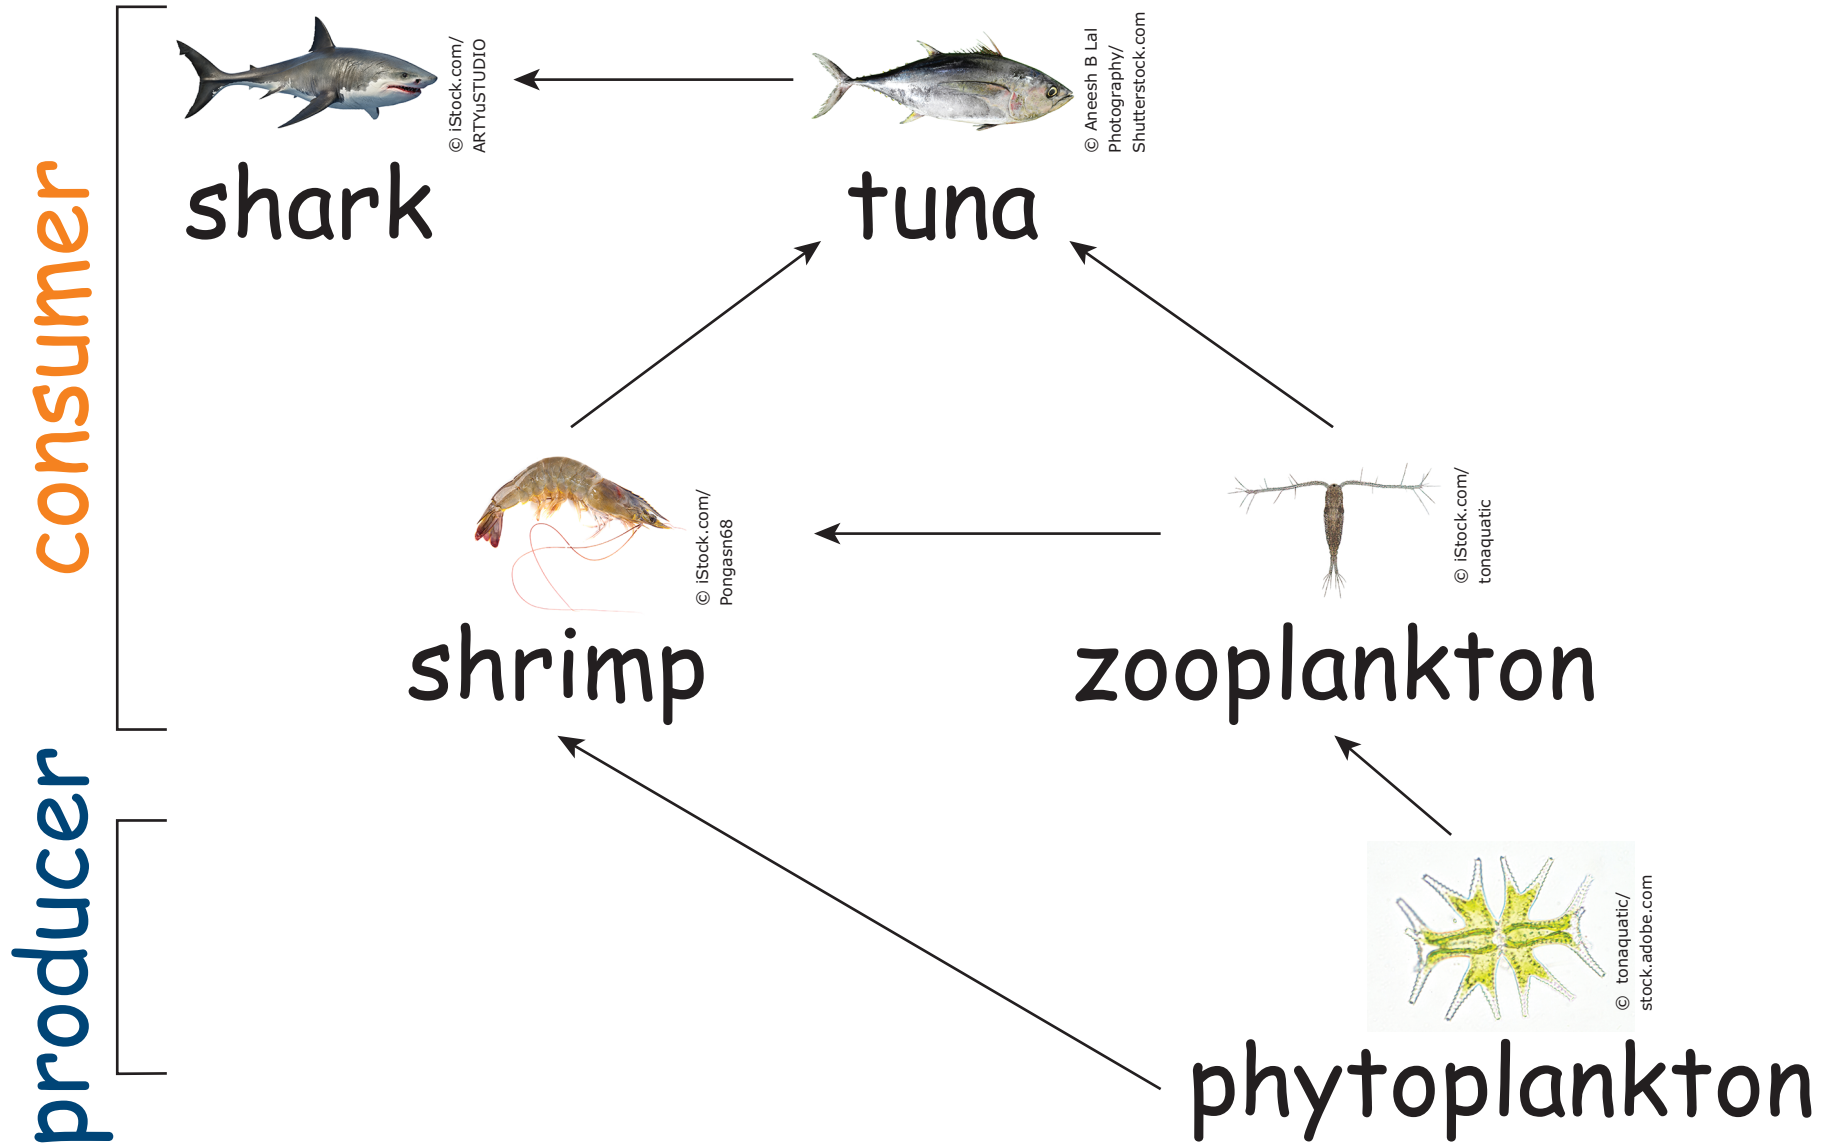 consumer
© iStock.com/
ARTYuSTUDIO
shark
© Aneesh B Lal
Photography/
Shutterstock.com
tuna
© iStock.com/
Pongasn68
shrimp
© iStock.com/
tonaquatic
zooplankton
producer
© tonaquatic/
stock.adobe.com
phytoplankton